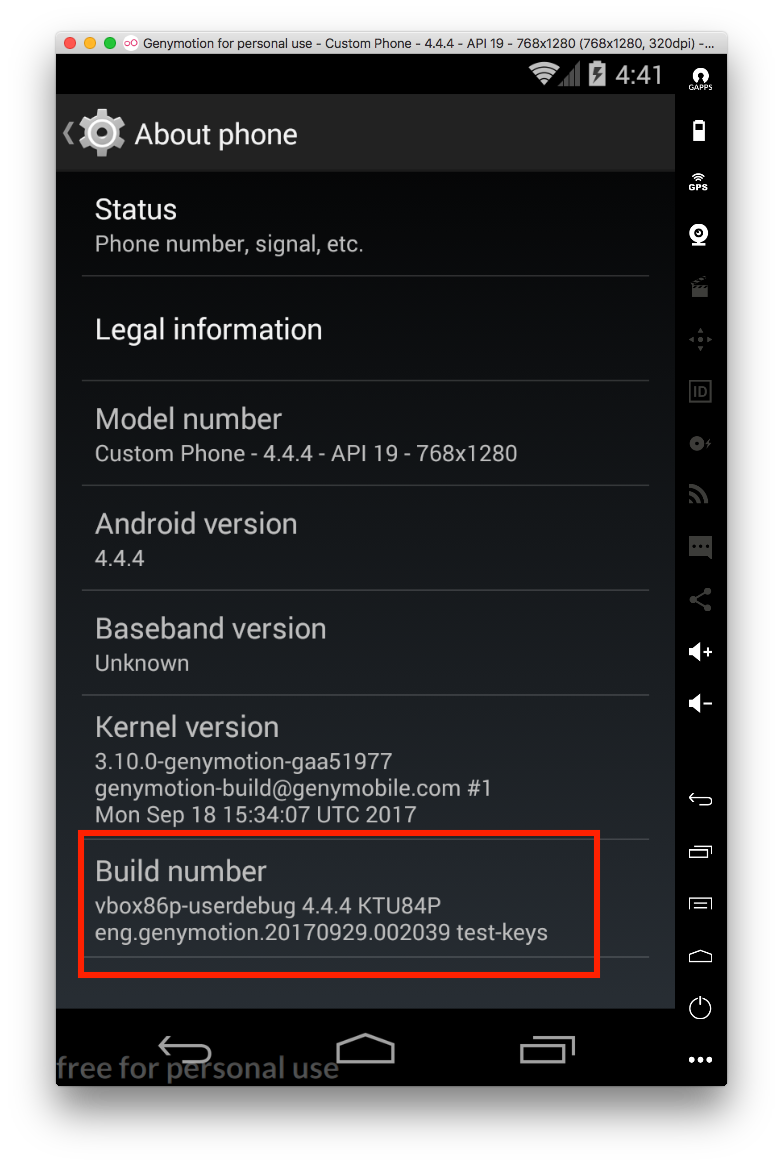 Genymotion for personal use - Custom Phone - 4.4.4 - API 19 - 768x1280 (768x1280, 320dpi) -...
4:41
GAPPS
About phone
GPS
Status
Phone number, signal, etc.
Legal information
ID
Model number
Custom Phone - 4.4.4 - API 19 - 768x1280
Android version
4.4.4
Baseband version
Unknown
Kernel version
3.10.0-genymotion-gaa51977
genymotion-build@genymobile.com #1
Mon Sep 18 15:34:07 UTC 2017
Build number
vbox86p-userdebug 4.4.4 KTU84P
eng.genymotion.20170929.002039 test-keys
free for personal use